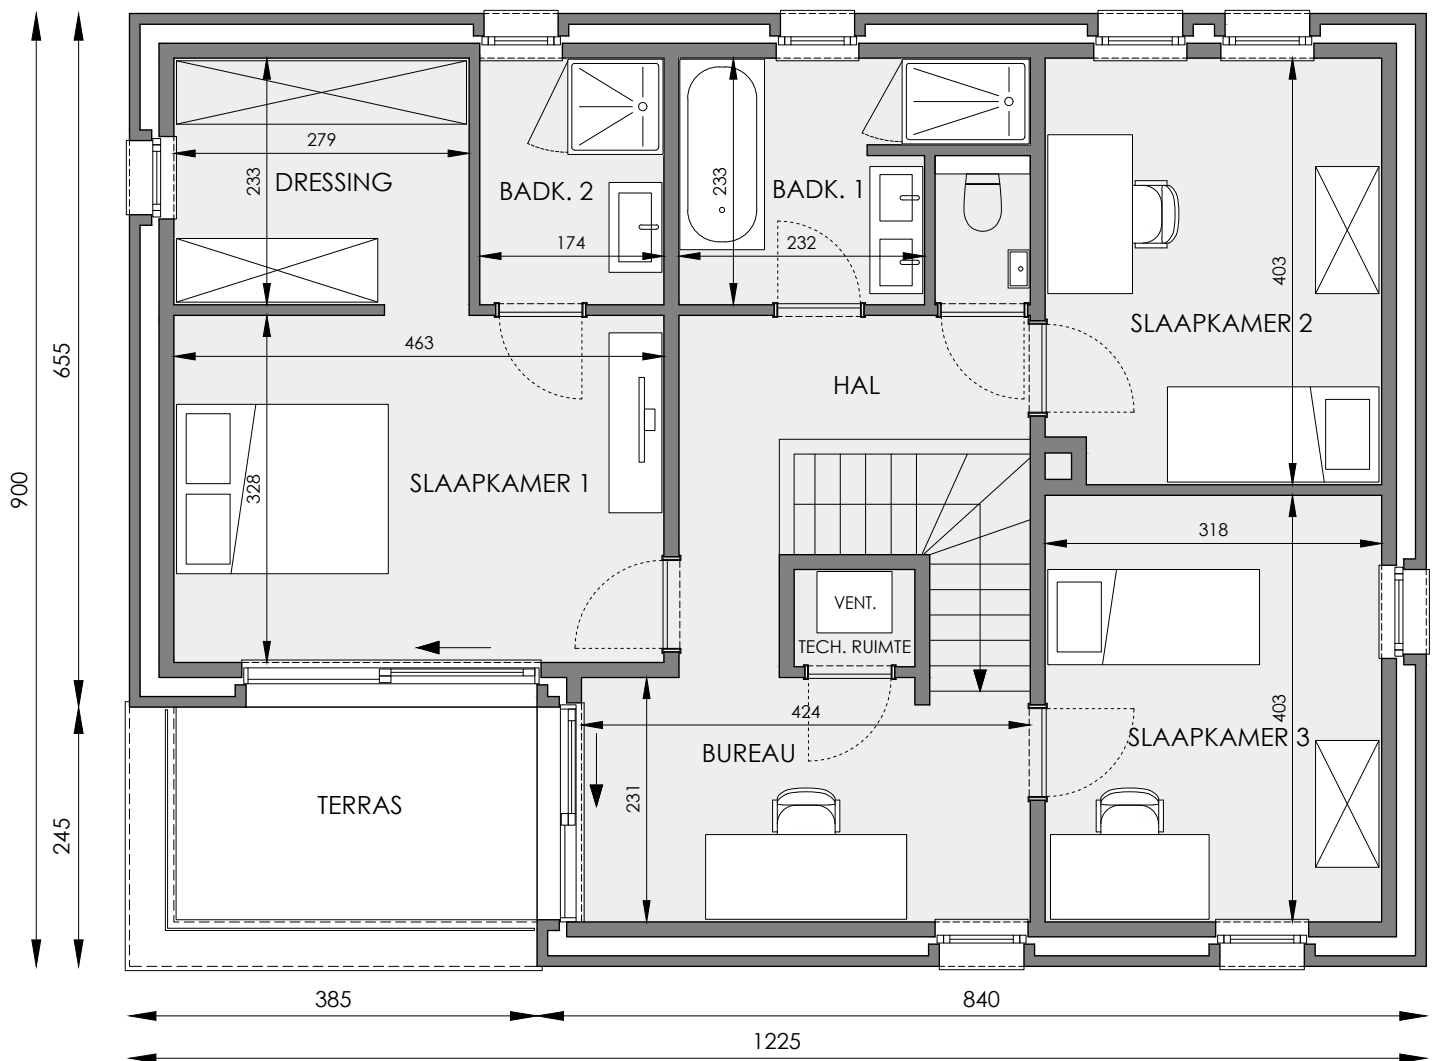 279
233
DRESSING
BADK. 2
174
233
BADK. 1
232
403
SLAAPKAMER 2
655
463
HAL
900
328
SLAAPKAMER 1
318
VENT.
TECH. RUIMTE
424
403
BUREAU
SLAAPKAMER 3
245
TERRAS
231
385
840
1225